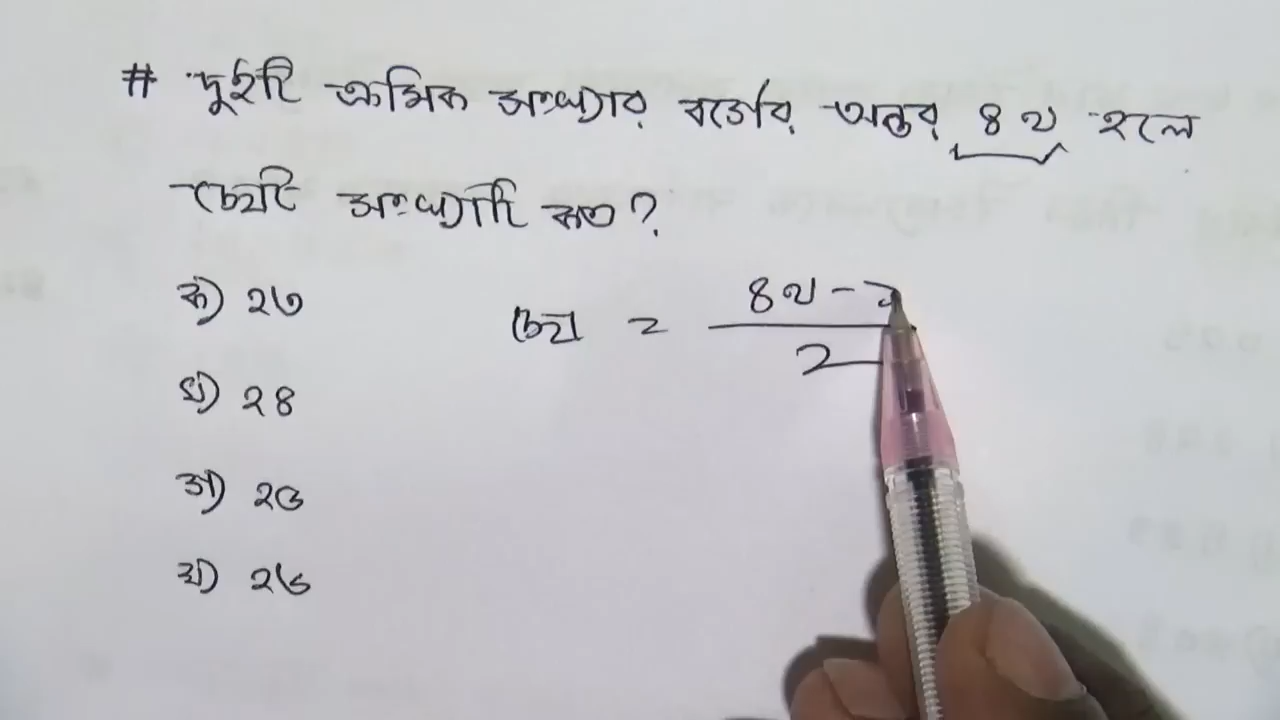 # দুইটি ক্রমিক সংখ্যার বর্গের অন্তর ৪৭ হলে
ছোটটি সংখ্যাটি কত?
ক) ২৩
ছোট = ৪৭ - ১
২
খ) ২৪
গ) ২৫
ঘ) ২৬